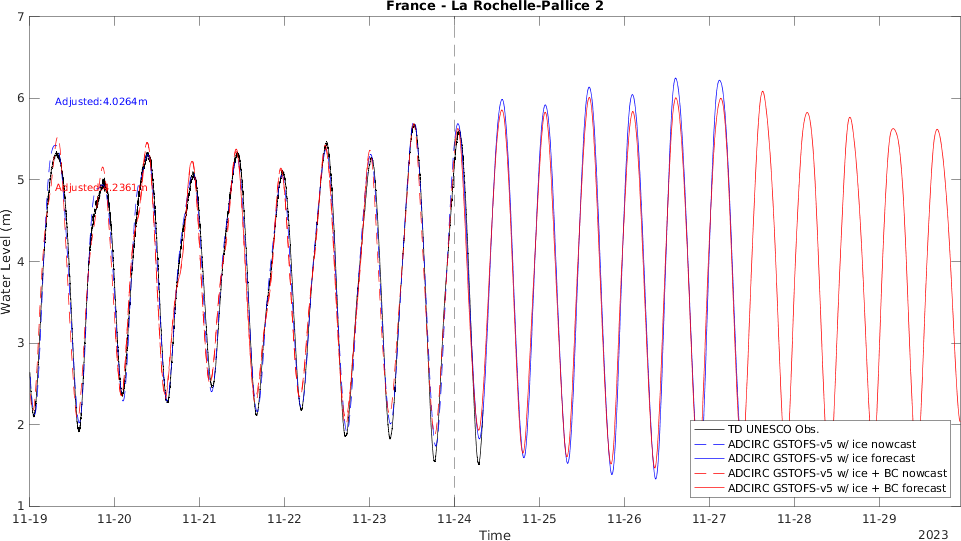 France - La Rochelle-Pallice 2
7
6
5
4
3
2
1
Water Level (m)
Adjusted:4.0264m
Adjusted:4.2361m
TD UNESCO Obs.
ADCIRC GSTOFS-v5 w/ ice nowcast
ADCIRC GSTOFS-v5 w/ ice forecast
ADCIRC GSTOFS-v5 w/ ice + BC nowcast
ADCIRC GSTOFS-v5 w/ ice + BC forecast
11-19 11-20 11-21 11-22 11-23 11-24 11-25 11-26 11-27 11-28 11-29
Time
2023